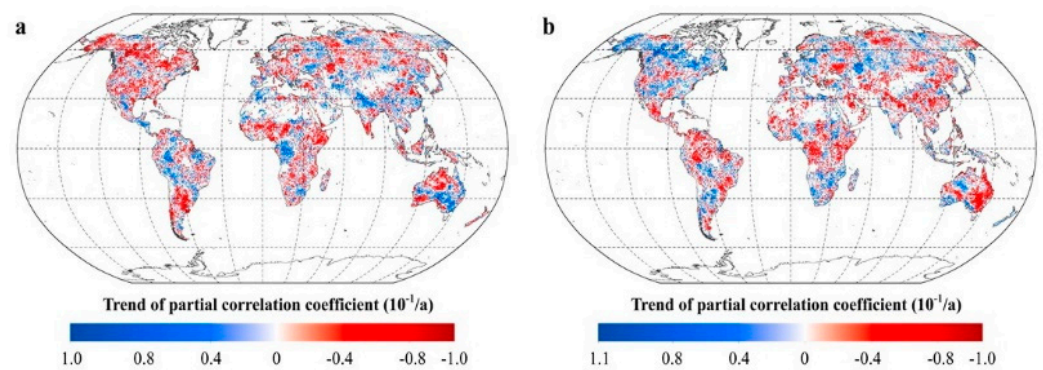 a
b
Trend of partial correlation coefficient (10⁻¹/a)
1.0 0.8 0.4 0 -0.4 -0.8 -1.0
Trend of partial correlation coefficient (10⁻¹/a)
1.1 0.8 0.4 0 -0.4 -0.8 -1.0